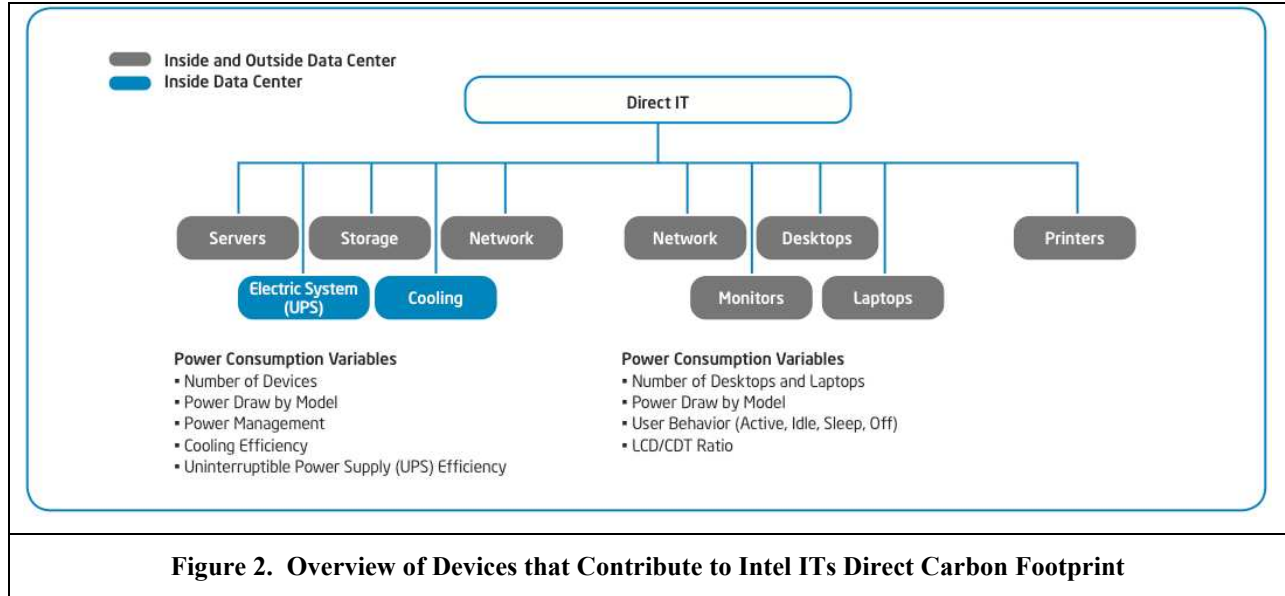 Inside and Outside Data Center
Inside Data Center
Direct IT
Servers
Storage
Network
Network
Desktops
Printers
Electric System
(UPS)
Cooling
Monitors
Laptops
Power Consumption Variables
▪ Number of Devices
▪ Power Draw by Model
▪ Power Management
▪ Cooling Efficiency
▪ Uninterruptible Power Supply (UPS) Efficiency
Power Consumption Variables
▪ Number of Desktops and Laptops
▪ Power Draw by Model
▪ User Behavior (Active, Idle, Sleep, Off)
▪ LCD/CDT Ratio
Figure 2. Overview of Devices that Contribute to Intel ITs Direct Carbon Footprint